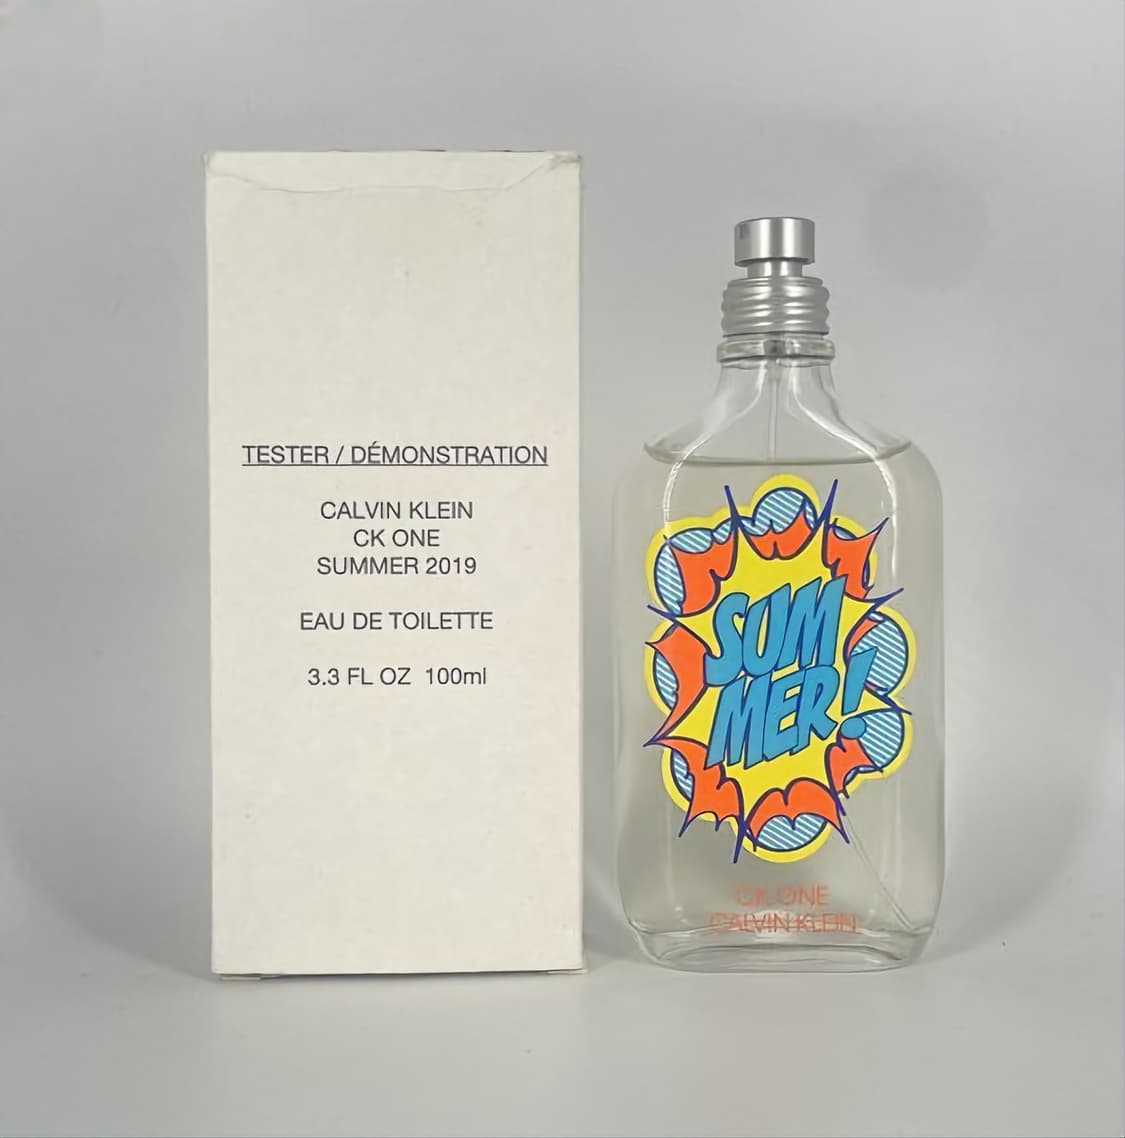 TESTER / DÉMONSTRATION
CALVIN KLEIN
CK ONE
SUMMER 2019
EAU DE TOILETTE
3.3 FL OZ 100ml
SUM
MER!
CK ONE
CALVIN KLEIN